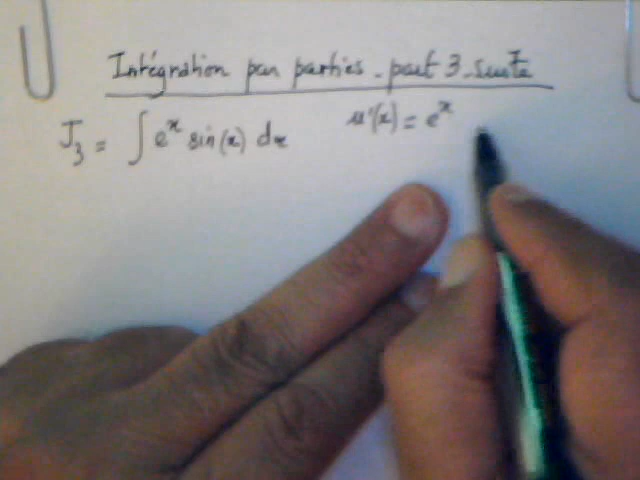 Intégration par parties - part 3 - suite
J₃ = ∫ eˣ sin(x) dx u'(x) = eˣ